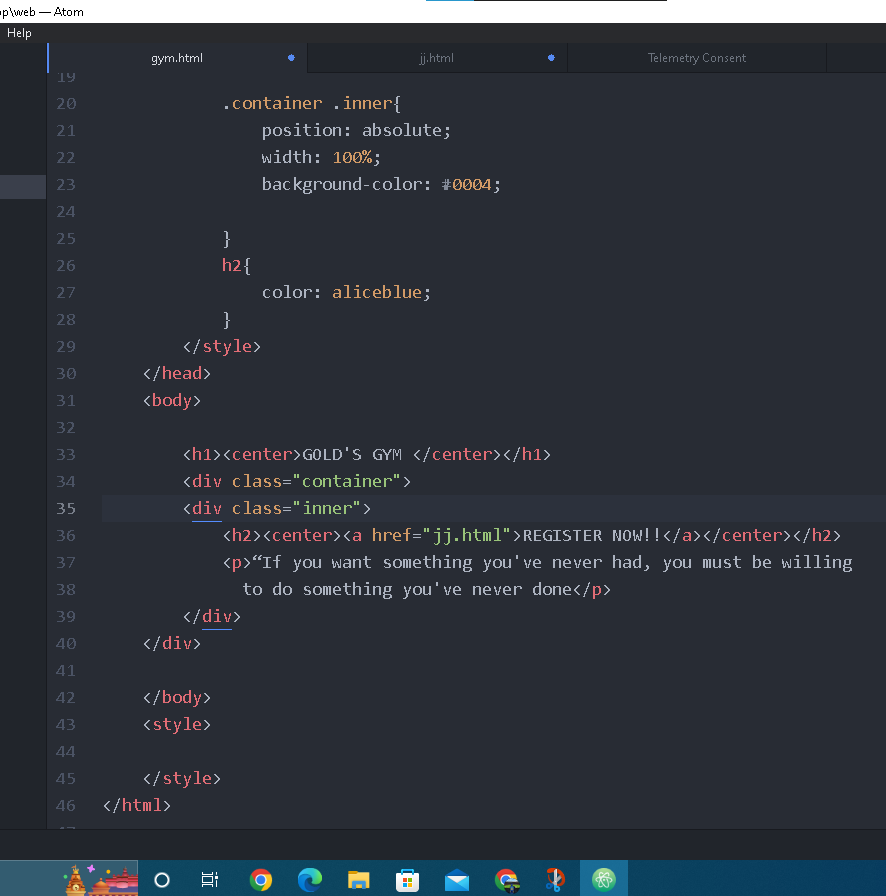 op\web — Atom
Help
gym.html
jj.html
Telemetry Consent
19
20 .container .inner{
21 position: absolute;
22 width: 100%;
23 background-color: #0004;
24
25 }
26 h2{
27 color: aliceblue;
28 }
29 </style>
30 </head>
31 <body>
32
33 <h1><center>GOLD'S GYM </center></h1>
34 <div class="container">
35 <div class="inner">
36 <h2><center><a href="jj.html">REGISTER NOW!!</a></center></h2>
37 <p>“If you want something you've never had, you must be willing
38 to do something you've never done</p>
39 </div>
40 </div>
41
42 </body>
43 <style>
44
45 </style>
46 </html>